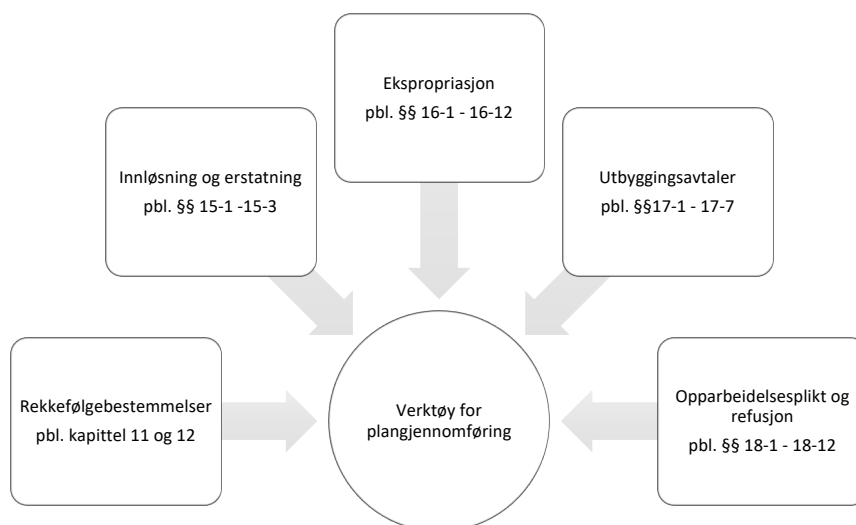 Ekspropriasjon
pbl. §§ 16-1 - 16-12
Innløsning og erstatning
pbl. §§ 15-1 -15-3
Utbyggingsavtaler
pbl. §§17-1 - 17-7
Rekkefølgebestemmelser
pbl. kapittel 11 og 12
Verktøy for
plangjennomføring
Opparbeidelsesplikt og
refusjon
pbl. §§ 18-1 - 18-12